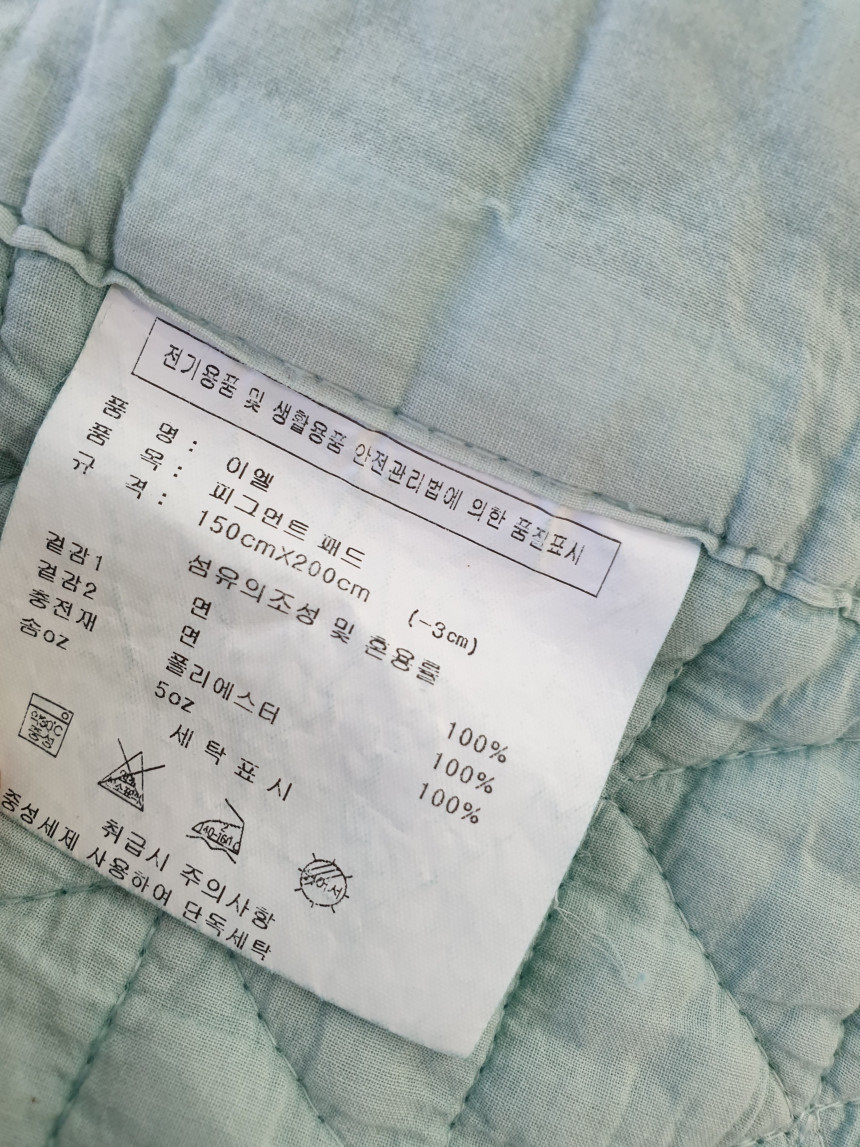 전기용품 및 생활용품 안전관리법에 의한 품질표시
품 명 : 이엘
품 목 : 피그먼트 패드
규 격 : 150cmX200cm (-3cm)
섬유의조성 및 혼용률
겉감1 면 100%
겉감2 면 100%
충전재 폴리에스터 100%
솜oz 5oz
세 탁 표 시
중성
취급시 주의사항
중성세제 사용하여 단독세탁